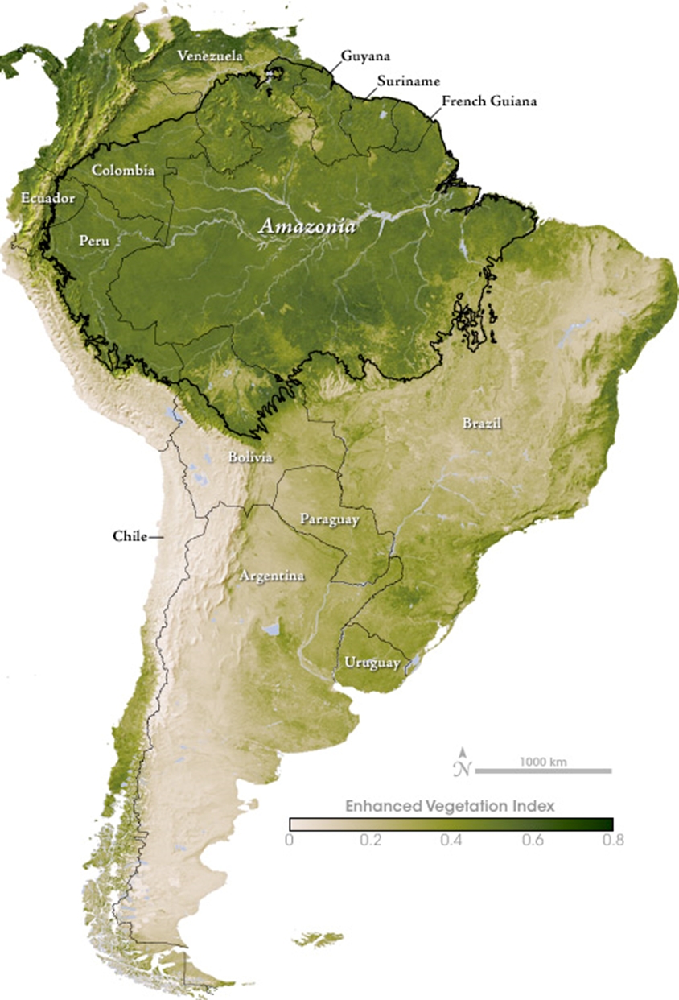 Venezuela
Guyana
Suriname
French Guiana
Colombia
Ecuador
Amazonia
Peru
Brazil
Bolivia
Paraguay
Chile
Argentina
Uruguay
N
1000 km
Enhanced Vegetation Index
0 0.2 0.4 0.6 0.8